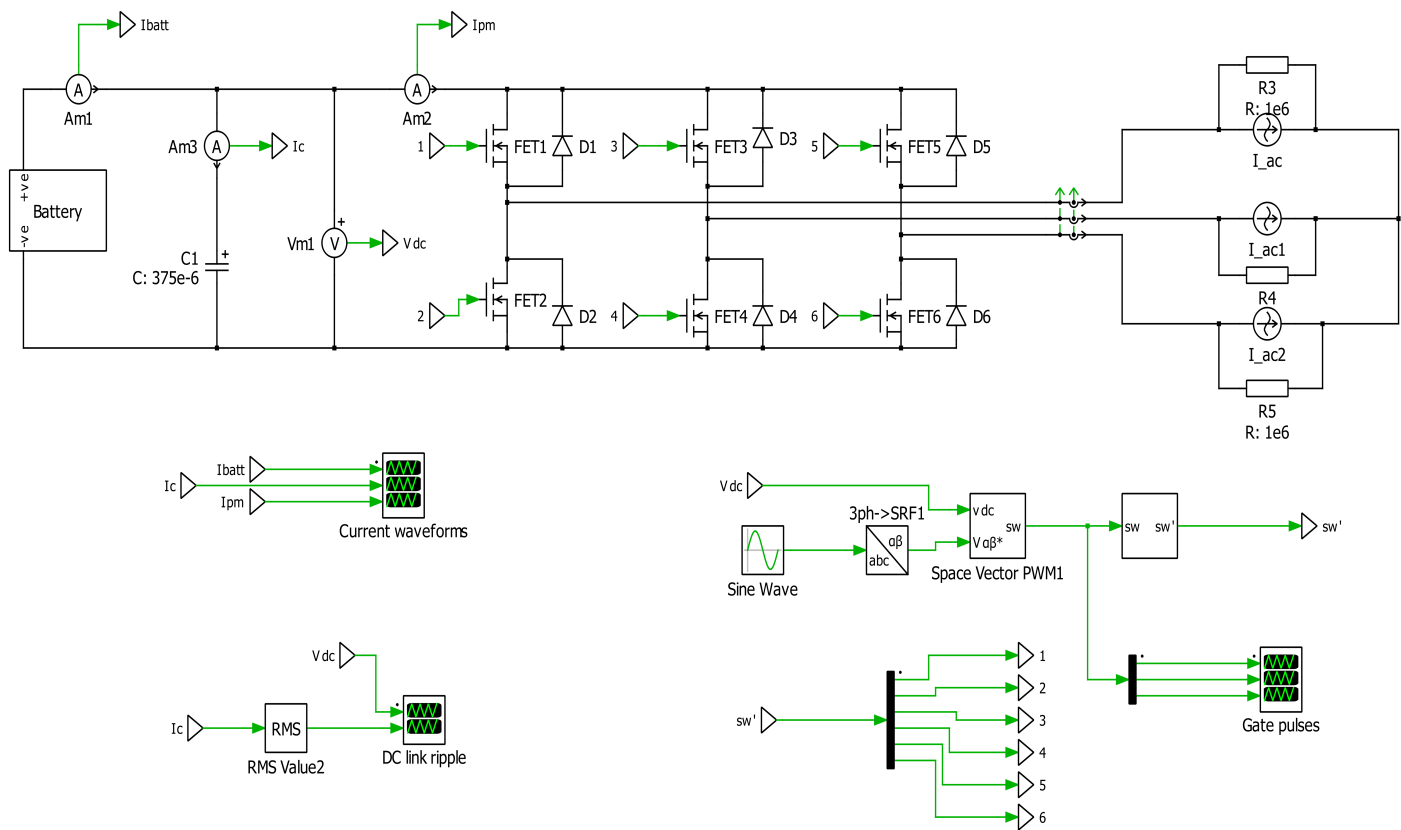 Ibatt
Ipm
A
Am1
A
Am2
R3
R: 1e6
I_ac
Am3
A
Ic
1
FET1
D1
3
FET3
D3
5
FET5
D5
+ve
Battery
-ve
+
Vm1
V
Vdc
I_ac1
R4
C1
+
C: 375e-6
2
FET2
D2
4
FET4
D4
6
FET6
D6
I_ac2
R5
R: 1e6
Ibatt
Ic
Ipm
Current waveforms
Vdc
3ph->SRF1
αβ
abc
Sine Wave
vdc
sw
Vαβ*
Space Vector PWM1
sw
sw'
sw'
Vdc
Ic
RMS
RMS Value2
DC link ripple
sw'
1
2
3
4
5
6
Gate pulses